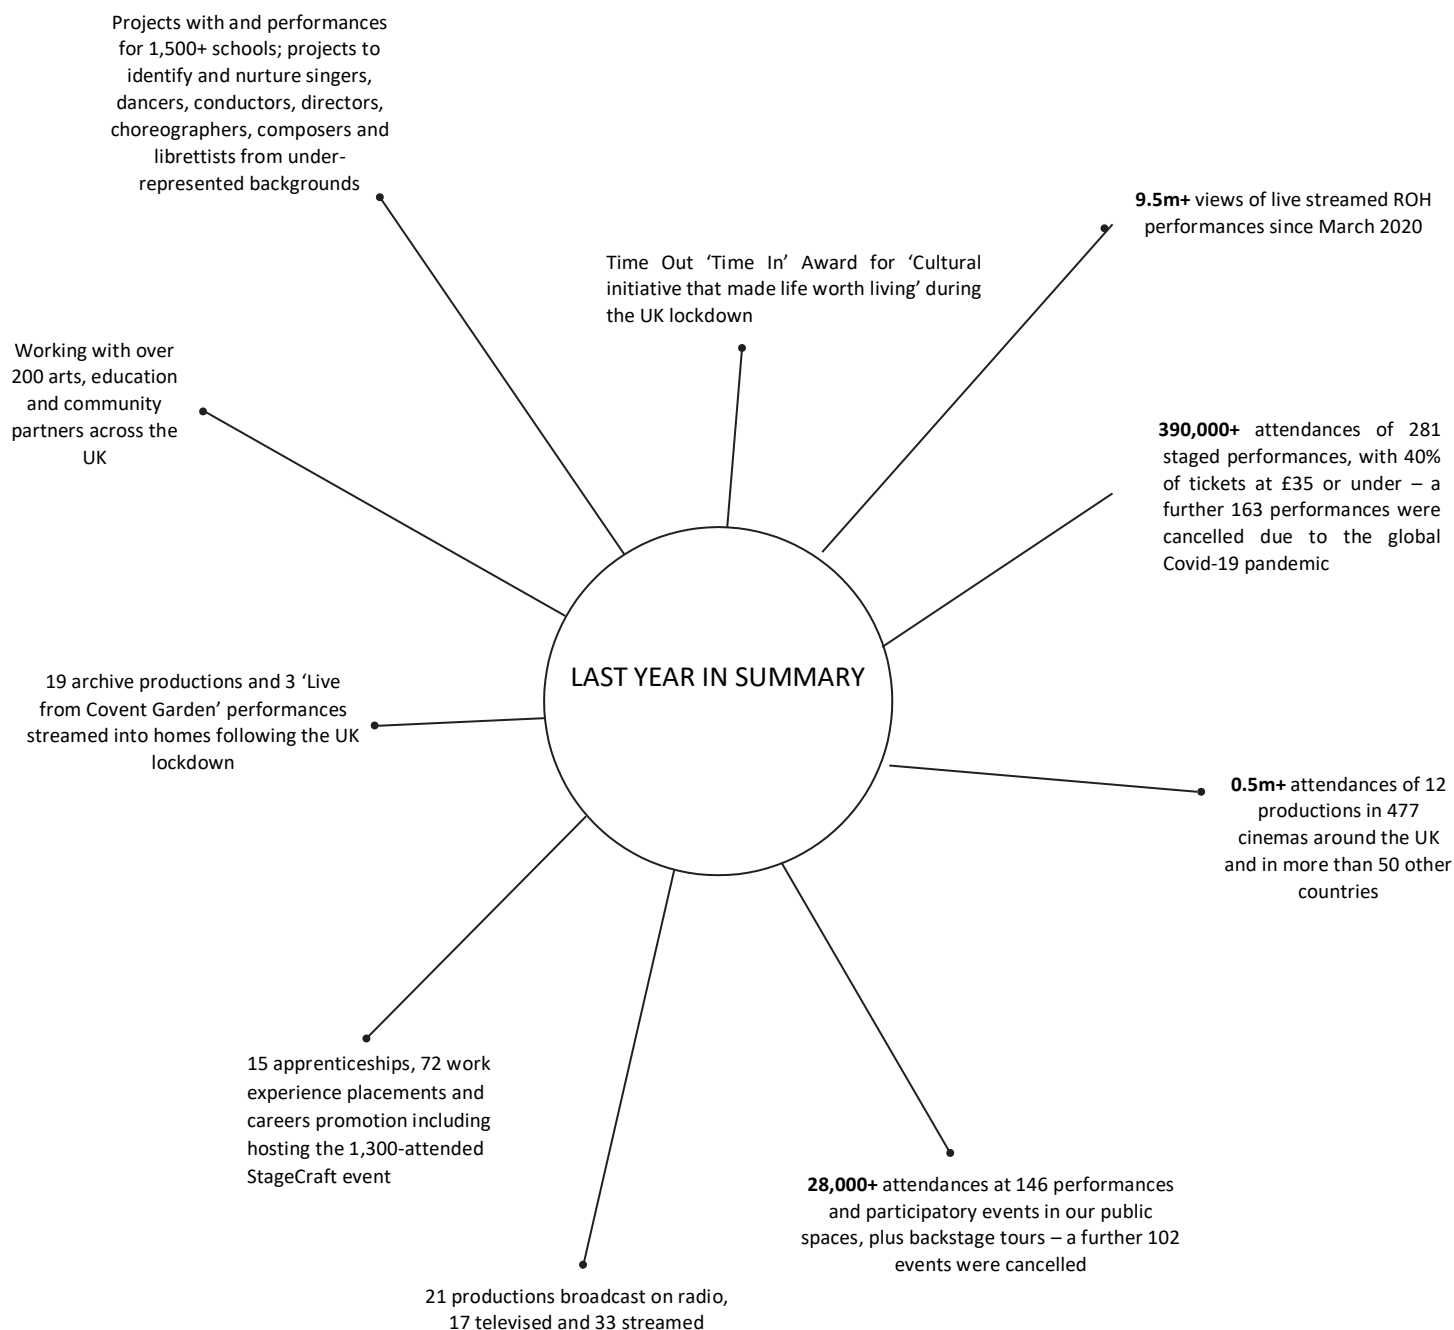 Projects with and performances
for 1,500+ schools; projects to
identify and nurture singers,
dancers, conductors, directors,
choreographers, composers and
librettists from under-
represented backgrounds
9.5m+ views of live streamed ROH
performances since March 2020
Time Out ‘Time In’ Award for ‘Cultural
initiative that made life worth living’ during
the UK lockdown
Working with over
200 arts, education
and community
partners across the
UK
390,000+ attendances of 281
staged performances, with 40%
of tickets at £35 or under – a
further 163 performances were
cancelled due to the global
Covid-19 pandemic
LAST YEAR IN SUMMARY
19 archive productions and 3 ‘Live
from Covent Garden’ performances
streamed into homes following the UK
lockdown
0.5m+ attendances of 12
productions in 477
cinemas around the UK
and in more than 50 other
countries
15 apprenticeships, 72 work
experience placements and
careers promotion including
hosting the 1,300-attended
StageCraft event
28,000+ attendances at 146 performances
and participatory events in our public
spaces, plus backstage tours – a further 102
events were cancelled
21 productions broadcast on radio,
17 televised and 33 streamed